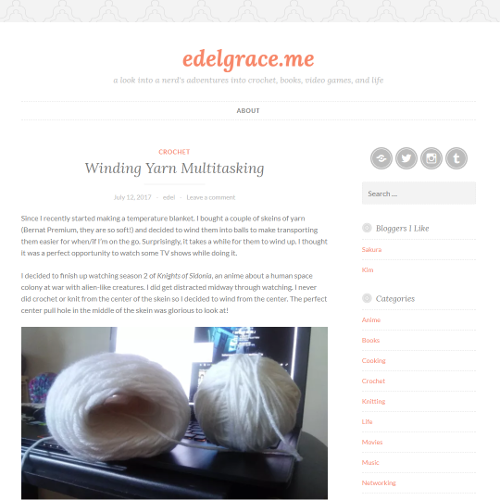 edelgrace.me
a look into a nerd's adventures into crochet, books, video games, and life
ABOUT
CROCHET
Winding Yarn Multitasking
July 12, 2017 edel Leave a comment
Since I recently started making a temperature blanket. I bought a couple of skeins of yarn
(Bernat Premium, they are so soft!) and decided to wind them into balls to make transporting
them easier for when/if I'm on the go. Surprisingly, it takes a while for them to wind up. I thought
it was a perfect opportunity to watch some TV shows while doing it.
I decided to finish up watching season 2 of Knights of Sidonia, an anime about a human space
colony at war with alien-like creatures. I did get distracted midway through watching. I never
did crochet or knit from the center of the skein so I decided to wind from the center. The perfect
center pull hole in the middle of the skein was glorious to look at!
Search ...
Bloggers I Like
Sakura
Kim
Categories
Anime
Books
Cooking
Crochet
Knitting
Life
Movies
Music
Networking